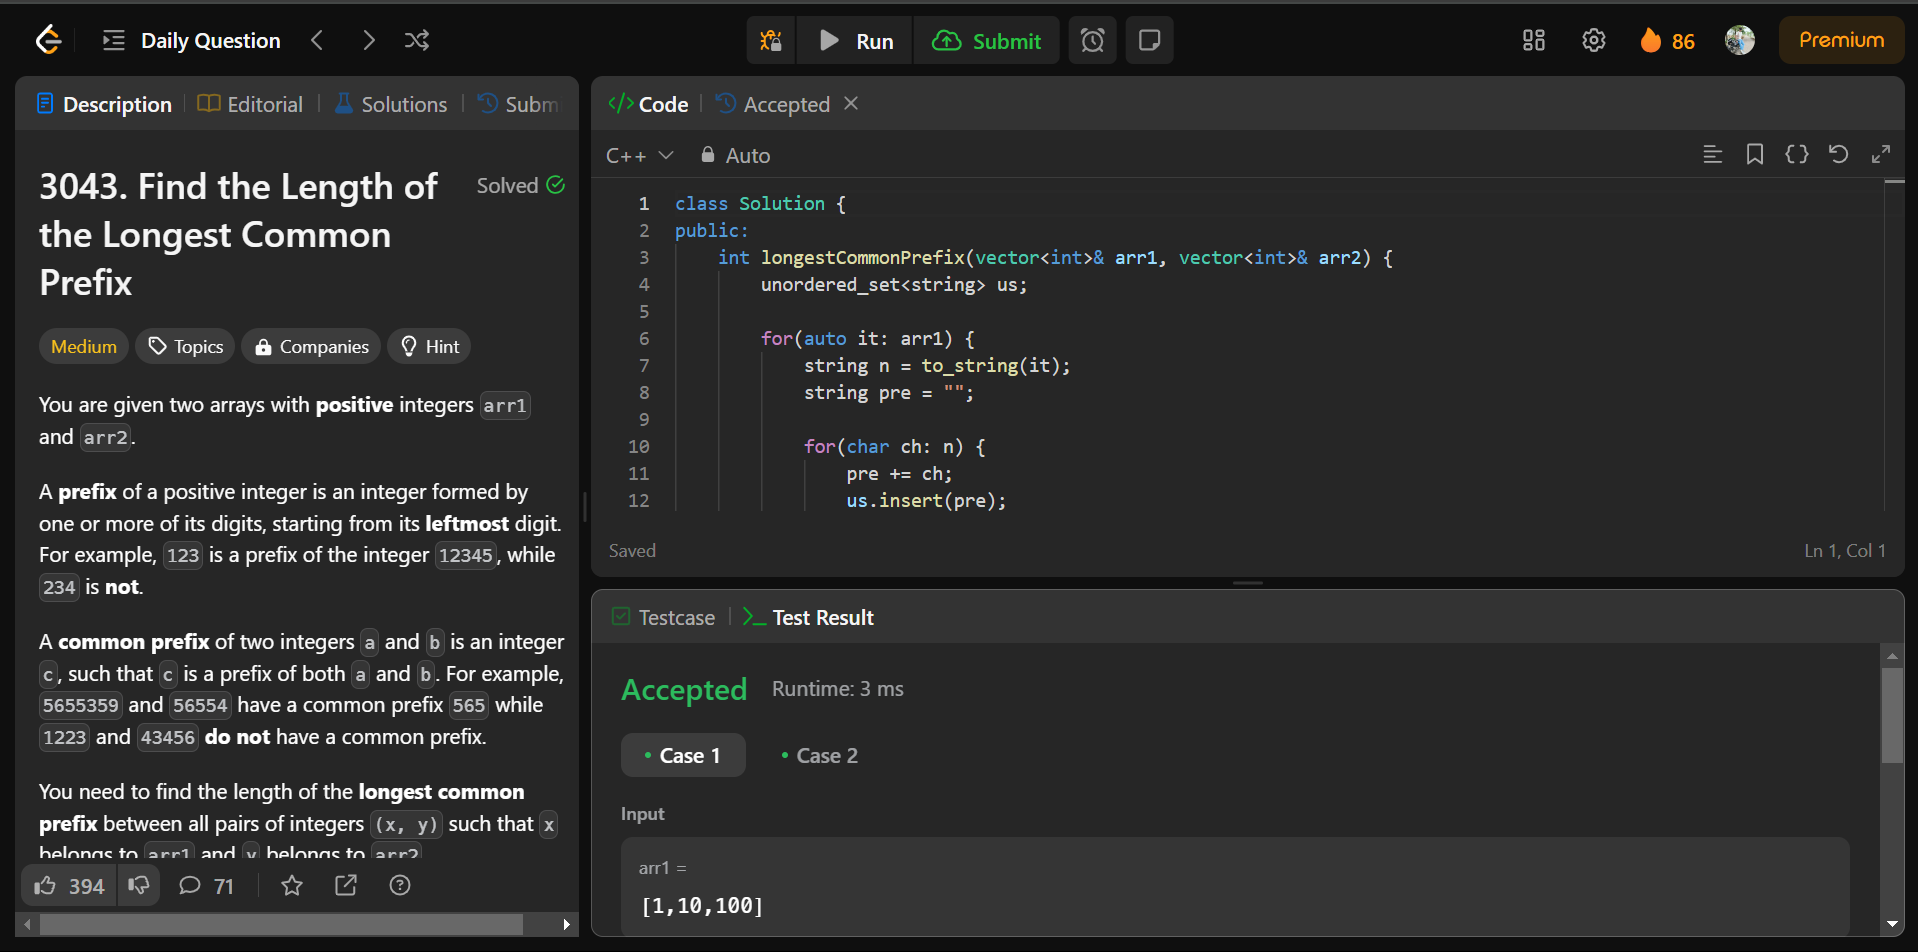 Daily Question
Run
Submit
86
Premium
Description
Editorial
Solutions
Subm
3043. Find the Length of
the Longest Common
Prefix
Solved
Medium
Topics
Companies
Hint
You are given two arrays with positive integers arr1
and arr2.
A prefix of a positive integer is an integer formed by
one or more of its digits, starting from its leftmost digit.
For example, 123 is a prefix of the integer 12345, while
234 is not.
A common prefix of two integers a and b is an integer
c, such that c is a prefix of both a and b. For example,
5655359 and 56554 have a common prefix 565 while
1223 and 43456 do not have a common prefix.
You need to find the length of the longest common
prefix between all pairs of integers (x, y) such that x
belongs to arr1 and y belongs to arr2
394
71
Code
Accepted
C++
Auto
1 class Solution {
2 public:
3 int longestCommonPrefix(vector<int>& arr1, vector<int>& arr2) {
4 unordered_set<string> us;
5
6 for(auto it: arr1) {
7 string n = to_string(it);
8 string pre = "";
9
10 for(char ch: n) {
11 pre += ch;
12 us.insert(pre);
Saved
Ln 1, Col 1
Testcase
>_ Test Result
Accepted
Runtime: 3 ms
• Case 1
• Case 2
Input
arr1 =
[1,10,100]